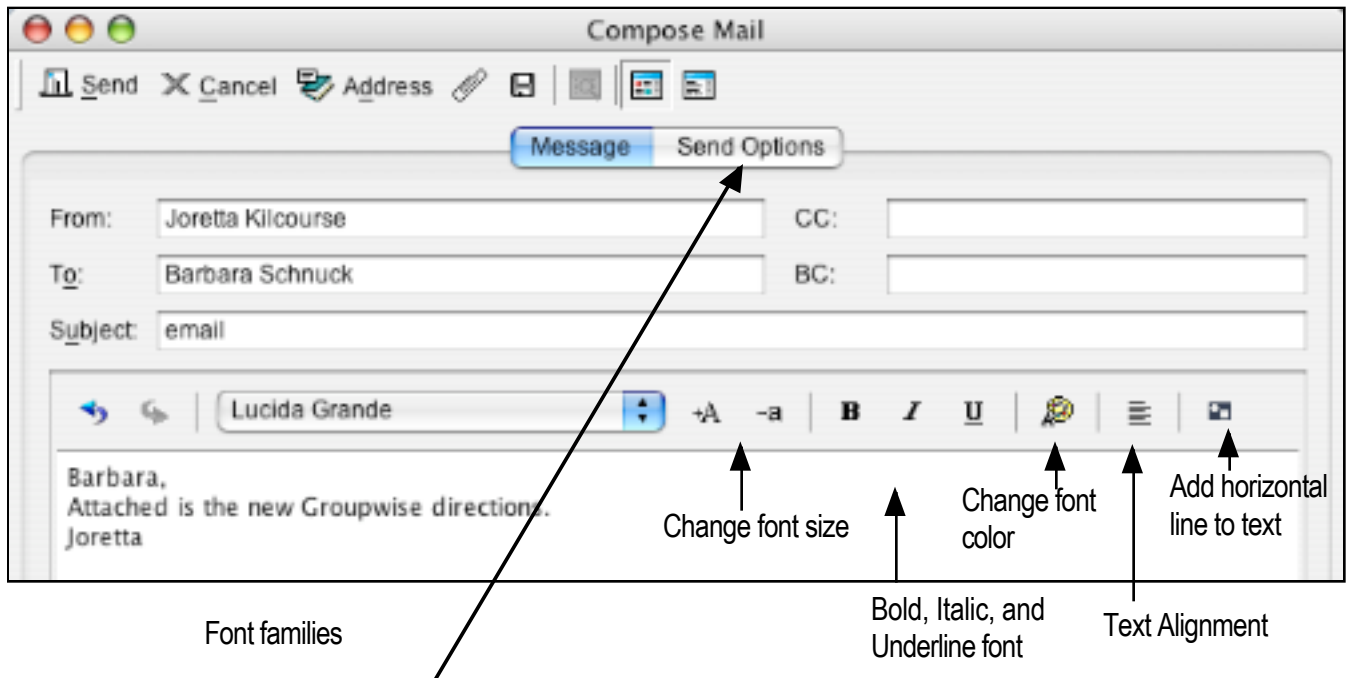 Compose Mail
Send Cancel Address
Message Send Options
From: Joretta Kilcourse CC:
To: Barbara Schnuck BC:
Subject: email
Lucida Grande +A -a B I U
Barbara,
Attached is the new Groupwise directions.
Joretta
Change font size
Change font
color
Add horizontal
line to text
Font families
Bold, Italic, and
Underline font
Text Alignment